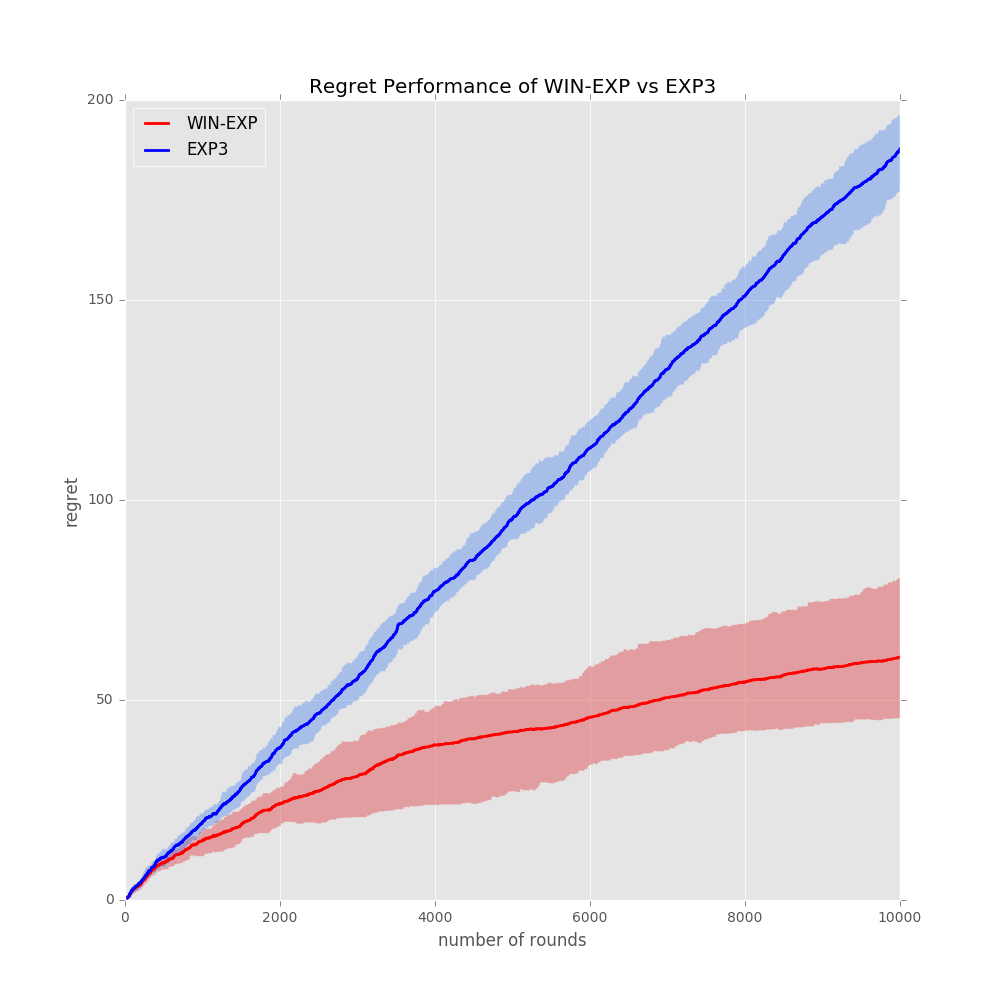 Regret Performance of WIN-EXP vs EXP3
WIN-EXP
EXP3
200
150
100
50
0
regret
0 2000 4000 6000 8000 10000
number of rounds